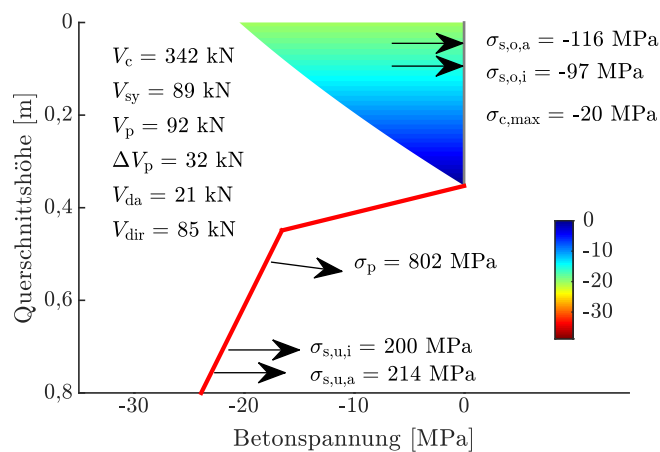 V_c = 342 kN
V_sy = 89 kN
V_p = 92 kN
ΔV_p = 32 kN
V_da = 21 kN
V_dir = 85 kN
σ_s,o,a = -116 MPa
σ_s,o,i = -97 MPa
σ_c,max = -20 MPa
σ_p = 802 MPa
σ_s,u,i = 200 MPa
σ_s,u,a = 214 MPa
0
-10
-20
-30
Querschnittshöhe [m]
0
0,2
0,4
0,6
0,8
-30
-20
-10
0
Betonspannung [MPa]